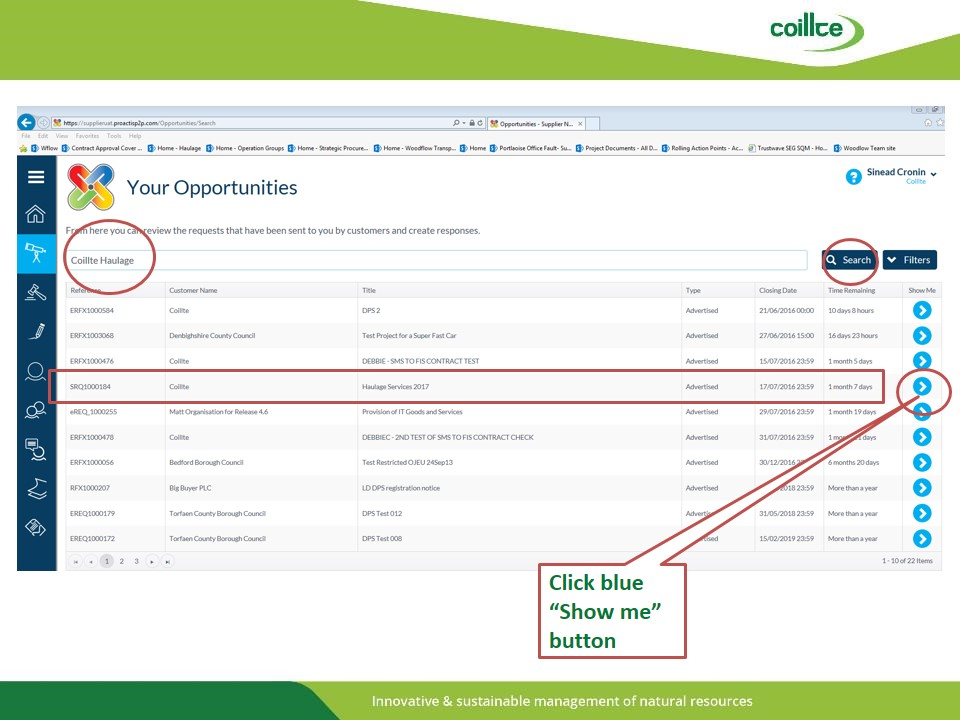 coillte
https://supplieruat.proactisp2p.com/Opportunities/Search
Opportunities - Supplier N...
File Edit View Favorites Tools Help
Wflow Contract Approval Cover ... Home - Haulage Home - Operation Groups Home - Strategic Procure... Home - Woodflow Transp... Home Portlaoise Office Fault- Su... Project Documents - All D... Rolling Action Points - Ac... Trustwave SEG SQM - Ho... Woodlow Team site
Your Opportunities
Sinead Cronin
Coillte
From here you can review the requests that have been sent to you by customers and create responses.
Coillte Haulage
Search
Filters
Reference Customer Name Title Type Closing Date Time Remaining Show Me
ERFX1000584 Coillte DPS 2 Advertised 21/06/2016 00:00 10 days 8 hours
ERFX1003068 Denbighshire County Council Test Project for a Super Fast Car Advertised 27/06/2016 15:00 16 days 23 hours
ERFX1000476 Coillte DEBBIE - SMS TO FIS CONTRACT TEST Advertised 15/07/2016 23:59 1 month 5 days
SRQ1000184 Coillte Haulage Services 2017 Advertised 17/07/2016 23:59 1 month 7 days
eREQ_1000255 Matt Organisation for Release 4.6 Provision of IT Goods and Services Advertised 29/07/2016 23:59 1 month 19 days
ERFX1000478 Coillte DEBBIEC - 2ND TEST OF SMS TO FIS CONTRACT CHECK Advertised 31/07/2016 23:59 1 days
ERFX1000056 Bedford Borough Council Test Restricted OJEU 24Sep13 Advertised 30/12/2016 6 months 20 days
RFX1000207 Big Buyer PLC LD DPS registration notice Advertised 2018 23:59 More than a year
EREQ1000179 Torfaen County Borough Council DPS Test 012 31/05/2018 23:59 More than a year
EREQ1000172 Torfaen County Borough Council DPS Test 008 15/02/2019 23:59 More than a year
1 2 3
1 - 10 of 22 Items
Click blue
“Show me”
button
Innovative & sustainable management of natural resources